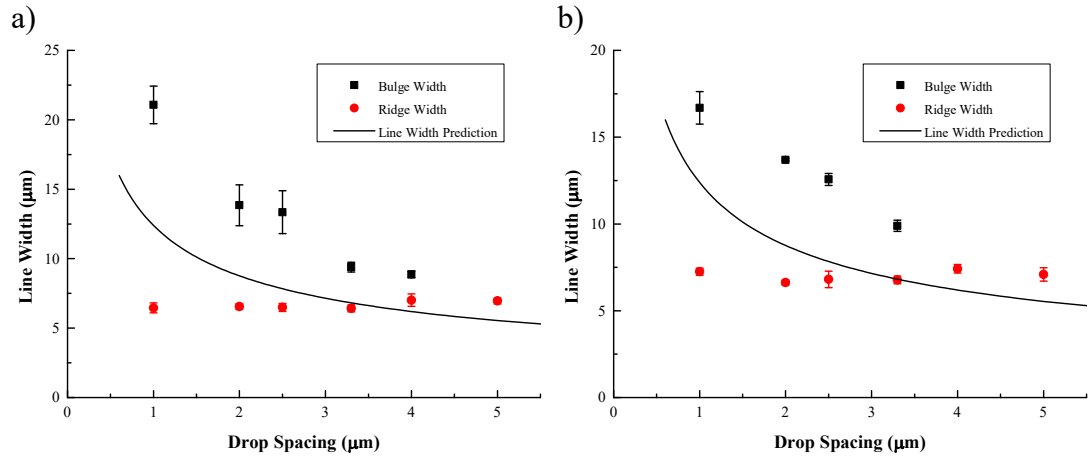 a)
25
20
15
10
5
0
0
1
2
3
4
5
Line Width (μm)
Drop Spacing (μm)
Bulge Width
Ridge Width
Line Width Prediction
b)
20
15
10
5
0
0
1
2
3
4
5
Line Width (μm)
Drop Spacing (μm)
Bulge Width
Ridge Width
Line Width Prediction